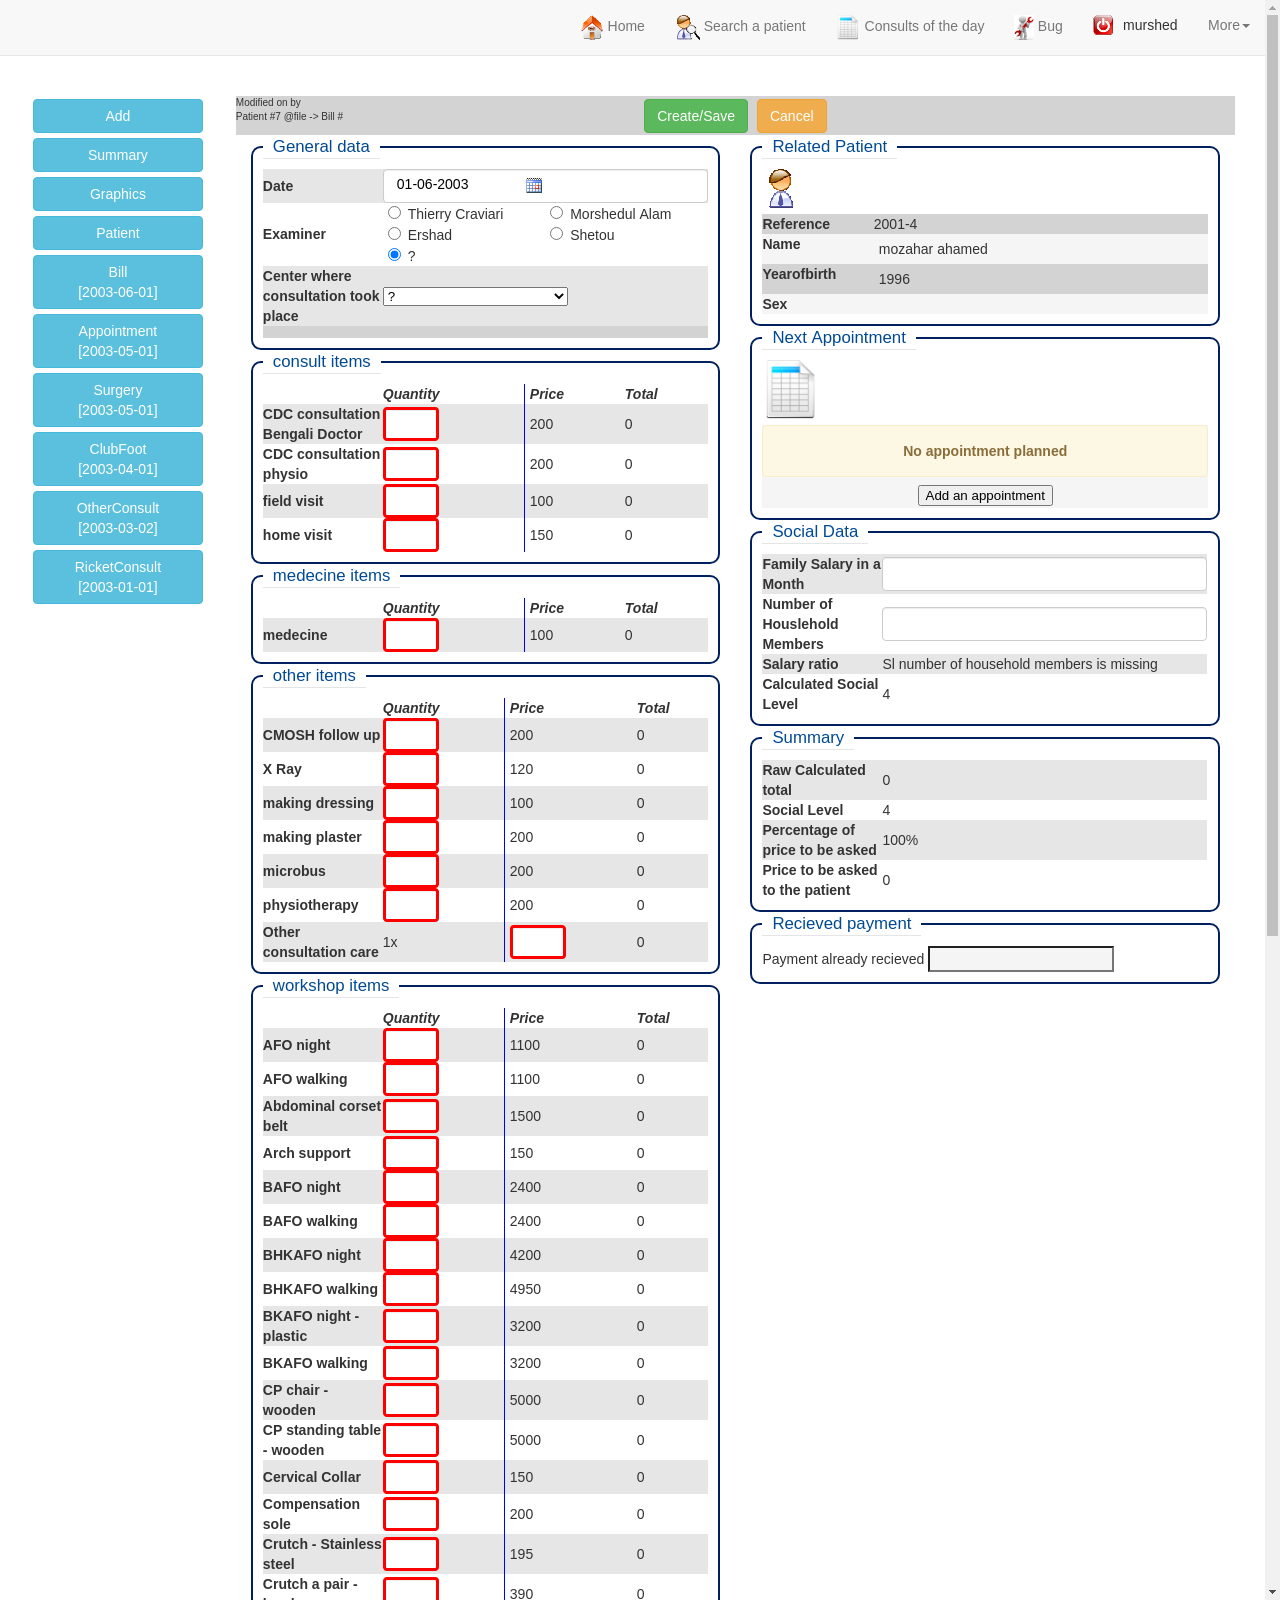 Home
Search a patient
Consults of the day
Bug
murshed
More
Add
Summary
Graphics
Patient
Bill
[2003-06-01]
Appointment
[2003-05-01]
Surgery
[2003-05-01]
ClubFoot
[2003-04-01]
OtherConsult
[2003-03-02]
RicketConsult
[2003-01-01]
Modified on by
Patient #7 @file -> Bill #
Create/Save
Cancel
General data
Date 01-06-2003
Examiner
Thierry Craviari
Morshedul Alam
Ershad
Shetou
?
Center where
consultation took
place
?
consult items
Quantity Price Total
CDC consultation
Bengali Doctor
200 0
CDC consultation
physio
200 0
field visit 100 0
home visit 150 0
medecine items
Quantity Price Total
medecine 100 0
other items
Quantity Price Total
CMOSH follow up 200 0
X Ray 120 0
making dressing 100 0
making plaster 200 0
microbus 200 0
physiotherapy 200 0
Other
consultation care
1x 0
workshop items
Quantity Price Total
AFO night 1100 0
AFO walking 1100 0
Abdominal corset
belt
1500 0
Arch support 150 0
BAFO night 2400 0
BAFO walking 2400 0
BHKAFO night 4200 0
BHKAFO walking 4950 0
BKAFO night -
plastic
3200 0
BKAFO walking 3200 0
CP chair -
wooden
5000 0
CP standing table
- wooden
5000 0
Cervical Collar 150 0
Compensation
sole
200 0
Crutch - Stainless
steel
195 0
Crutch a pair -
390 0
Related Patient
Reference 2001-4
Name mozahar ahamed
Yearofbirth 1996
Sex
Next Appointment
No appointment planned
Add an appointment
Social Data
Family Salary in a
Month
Number of
Houslehold
Members
Salary ratio Sl number of household members is missing
Calculated Social
Level
4
Summary
Raw Calculated
total
0
Social Level 4
Percentage of
price to be asked
100%
Price to be asked
to the patient
0
Recieved payment
Payment already recieved